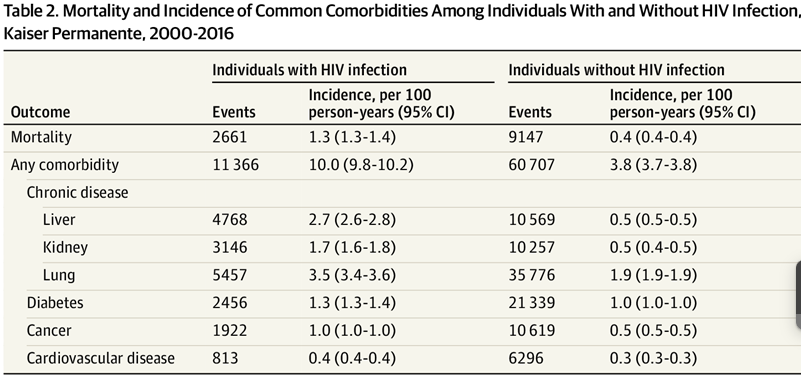 Table 2. Mortality and Incidence of Common Comorbidities Among Individuals With and Without HIV Infection,
Kaiser Permanente, 2000-2016
Individuals with HIV infection Individuals without HIV infection
Incidence, per 100 Incidence, per 100
Outcome Events person-years (95% CI) Events person-years (95% CI)
Mortality 2661 1.3 (1.3-1.4) 9147 0.4 (0.4-0.4)
Any comorbidity 11 366 10.0 (9.8-10.2) 60 707 3.8 (3.7-3.8)
Chronic disease
Liver 4768 2.7 (2.6-2.8) 10 569 0.5 (0.5-0.5)
Kidney 3146 1.7 (1.6-1.8) 10 257 0.5 (0.4-0.5)
Lung 5457 3.5 (3.4-3.6) 35 776 1.9 (1.9-1.9)
Diabetes 2456 1.3 (1.3-1.4) 21 339 1.0 (1.0-1.0)
Cancer 1922 1.0 (1.0-1.0) 10 619 0.5 (0.5-0.5)
Cardiovascular disease 813 0.4 (0.4-0.4) 6296 0.3 (0.3-0.3)